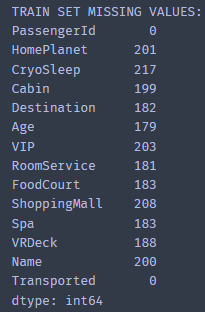 TRAIN SET MISSING VALUES:
PassengerId 0
HomePlanet 201
CryoSleep 217
Cabin 199
Destination 182
Age 179
VIP 203
RoomService 181
FoodCourt 183
ShoppingMall 208
Spa 183
VRDeck 188
Name 200
Transported 0
dtype: int64